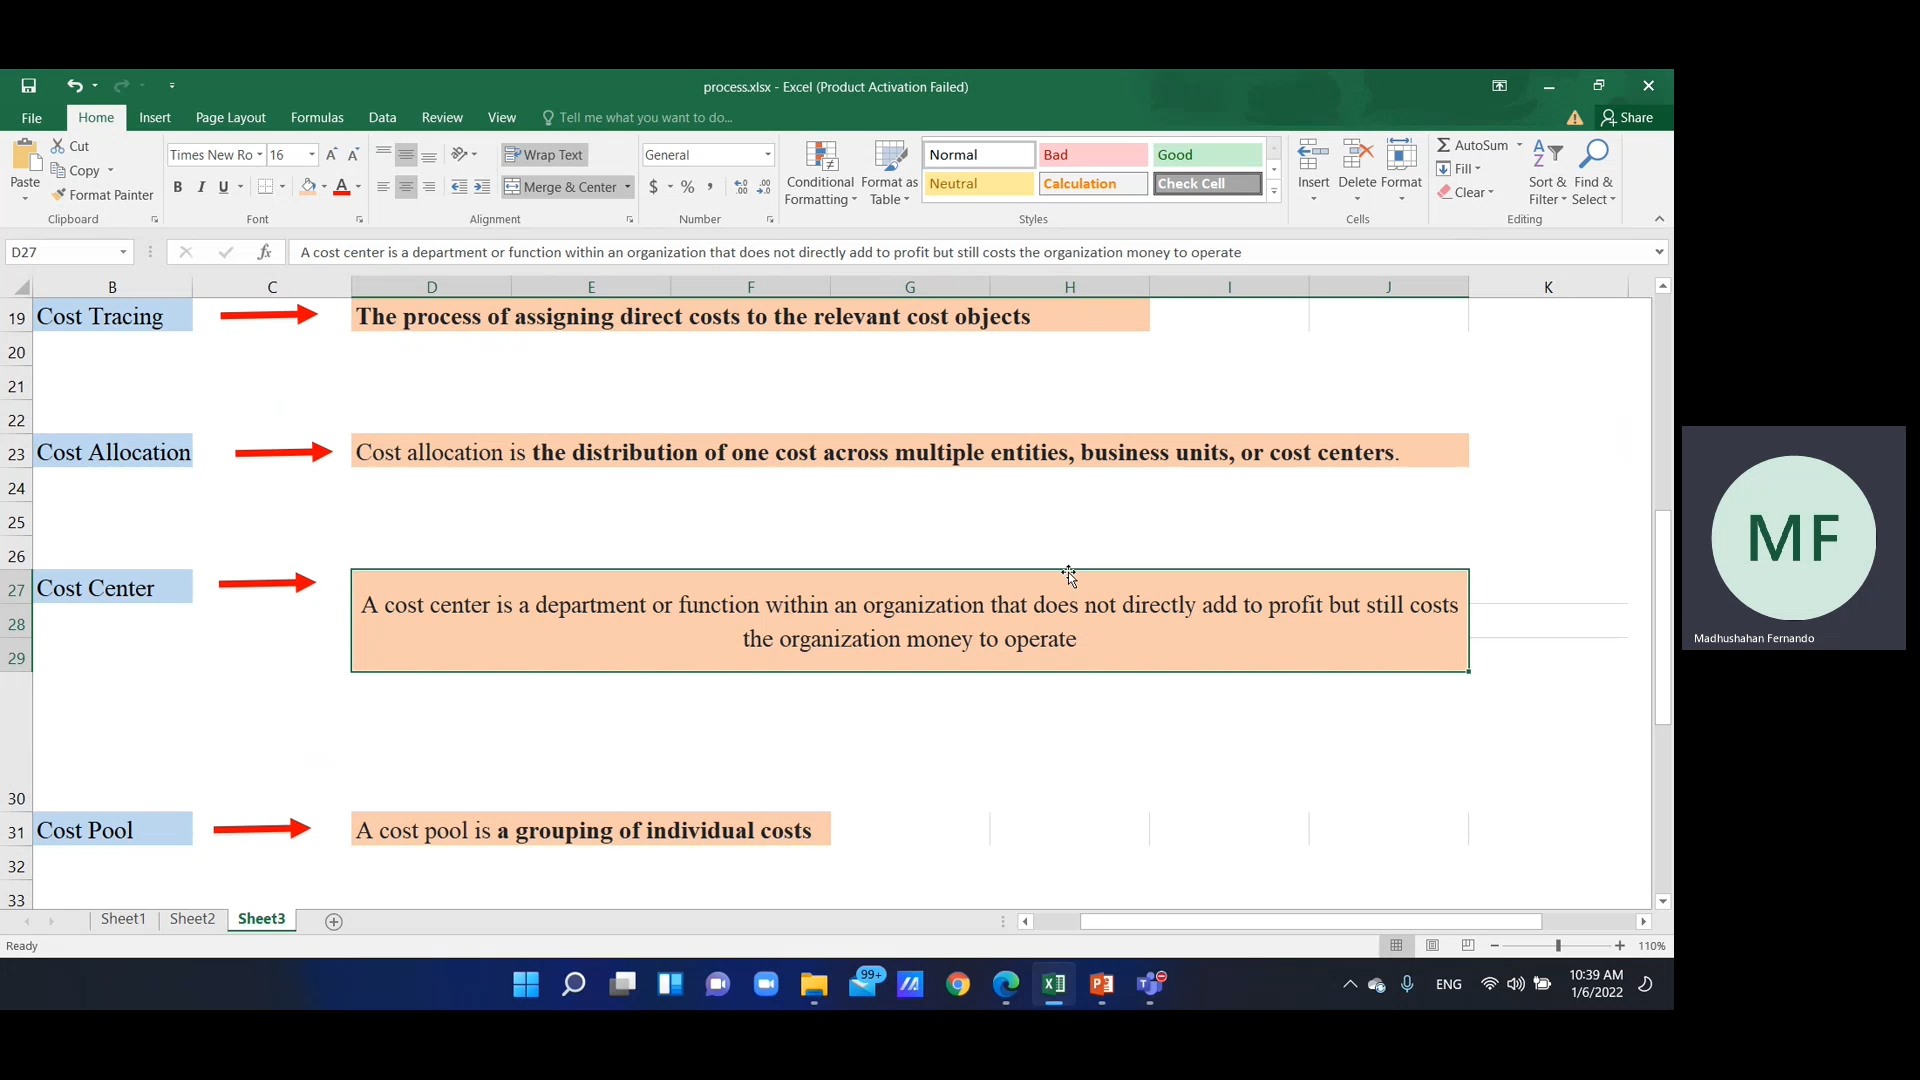 process.xlsx - Excel (Product Activation Failed)
File Home Insert Page Layout Formulas Data Review View Tell me what you want to do... Share
Paste
Cut
Copy
Format Painter
Clipboard
Times New Ro 16
B I U A
Font
Wrap Text
Merge & Center
Alignment
General
$ % ,
Number
Conditional
Formatting
Format as
Table
Normal Bad Good
Neutral Calculation Check Cell
Styles
Insert Delete Format
Cells
AutoSum
Fill
Clear
Sort &
Filter
Find &
Select
Editing
D27 fx A cost center is a department or function within an organization that does not directly add to profit but still costs the organization money to operate
B C D E F G H I J K
19 Cost Tracing The process of assigning direct costs to the relevant cost objects
20
21
22
23 Cost Allocation Cost allocation is the distribution of one cost across multiple entities, business units, or cost centers.
24
25
26
27 Cost Center A cost center is a department or function within an organization that does not directly add to profit but still costs
28 the organization money to operate
29
30
31 Cost Pool A cost pool is a grouping of individual costs
32
33
Sheet1 Sheet2 Sheet3
Ready 110%
99+
ENG 10:39 AM
1/6/2022
MF
Madhushahan Fernando